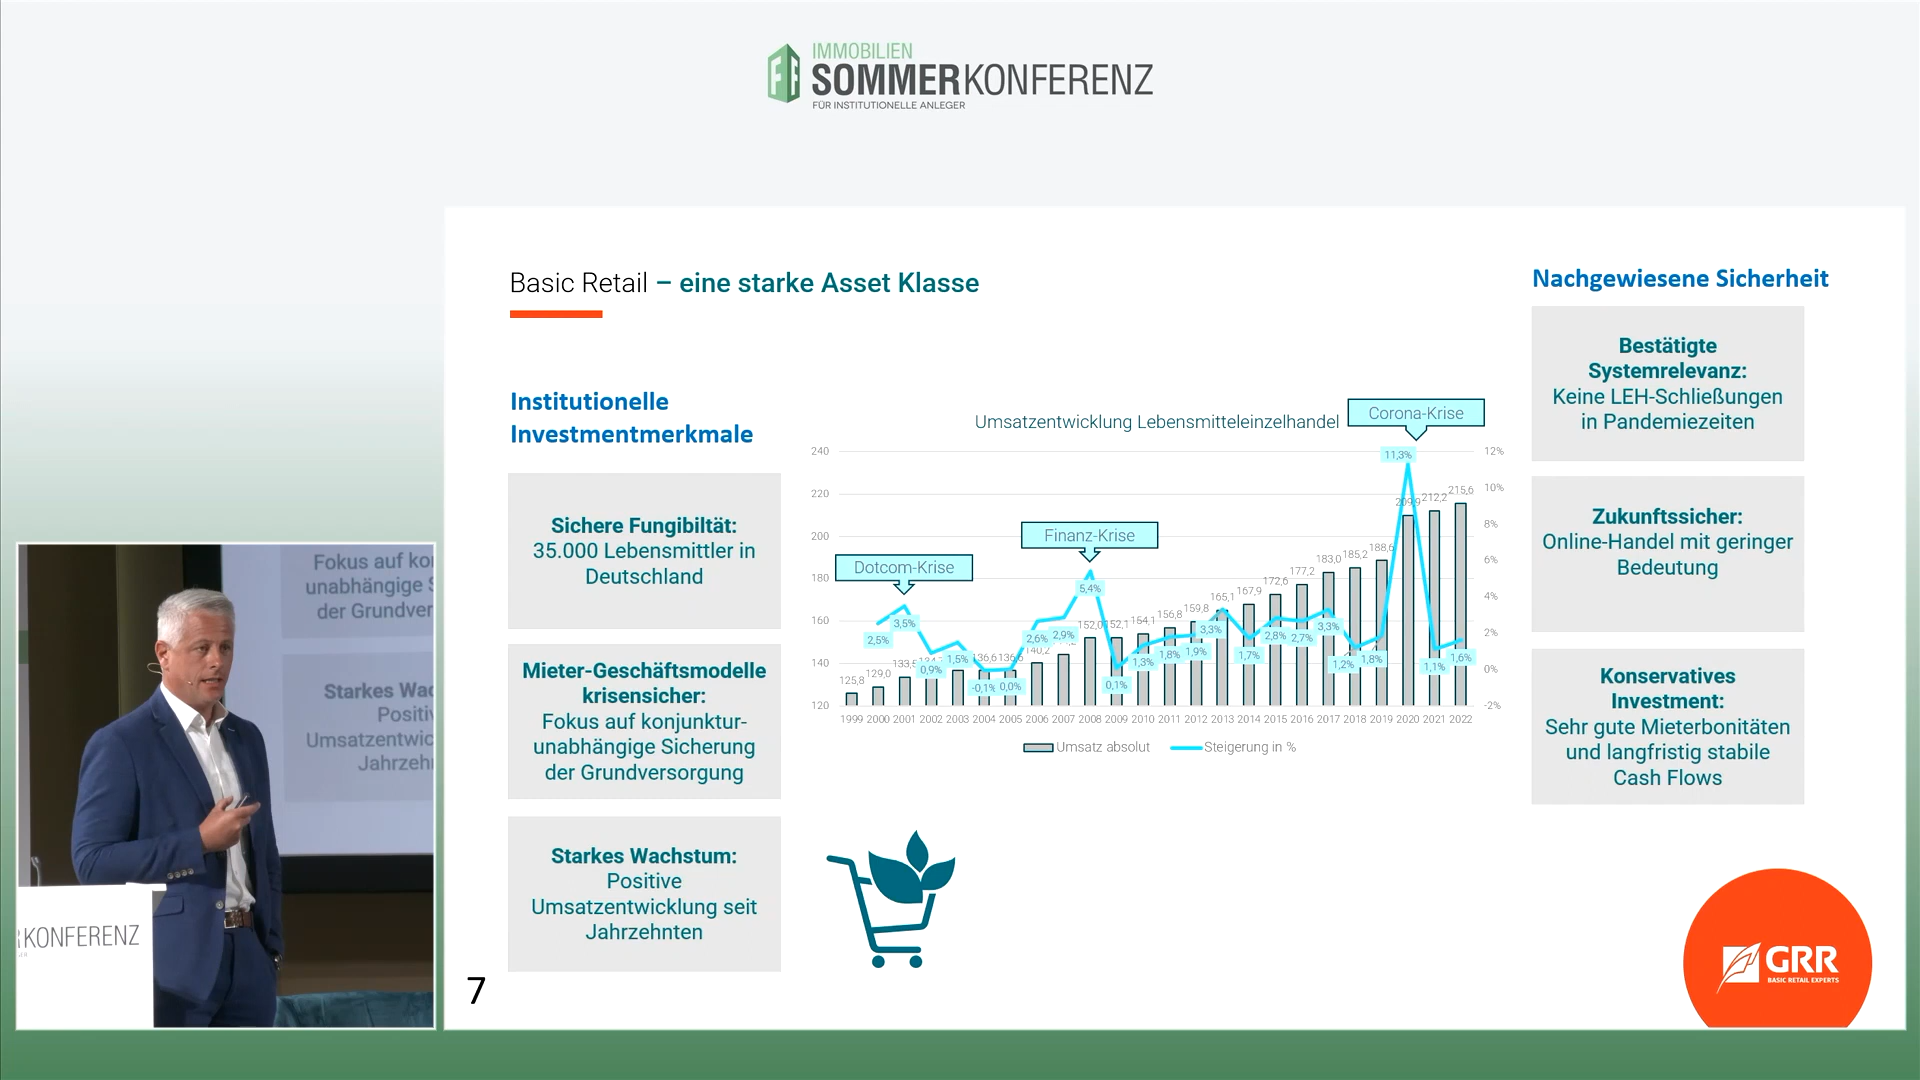 IMMOBILIEN
SOMMERKONFERENZ
FÜR INSTITUTIONELLE ANLEGER
Basic Retail – eine starke Asset Klasse
Institutionelle
Investmentmerkmale
Sichere Fungibiltät:
35.000 Lebensmittler in
Deutschland
Mieter-Geschäftsmodelle
krisensicher:
Fokus auf konjunktur-
unabhängige Sicherung
der Grundversorgung
Starkes Wachstum:
Positive
Umsatzentwicklung seit
Jahrzehnten
7
Umsatzentwicklung Lebensmitteleinzelhandel
Corona-Krise
Finanz-Krise
Dotcom-Krise
240
220
200
180
160
140
120
12%
10%
8%
6%
4%
2%
0%
-2%
125,8 129,0 136,6 136,6 140,2 152,0 152,1 154,1 156,8 159,8 165,1 167,9 172,6 177,2 183,0 185,2 188,6 209,9 212,2 215,6
2,5% 3,5% 0,9% 1,5% -0,1% 0,0% 2,6% 2,9% 5,4% 0,1% 1,3% 1,8% 1,9% 3,3% 1,7% 2,8% 2,7% 3,3% 1,2% 1,8% 11,3% 1,1% 1,6%
1999 2000 2001 2002 2003 2004 2005 2006 2007 2008 2009 2010 2011 2012 2013 2014 2015 2016 2017 2018 2019 2020 2021 2022
Umsatz absolut Steigerung in %
Nachgewiesene Sicherheit
Bestätigte
Systemrelevanz:
Keine LEH-Schließungen
in Pandemiezeiten
Zukunftssicher:
Online-Handel mit geringer
Bedeutung
Konservatives
Investment:
Sehr gute Mieterbonitäten
und langfristig stabile
Cash Flows
GRR
BASIC RETAIL EXPERTS
Fokus auf
unabhängige
der Grundver
Starkes Wac
Positiv
Umsatzentwic
Jahrzeh
KONFERENZ